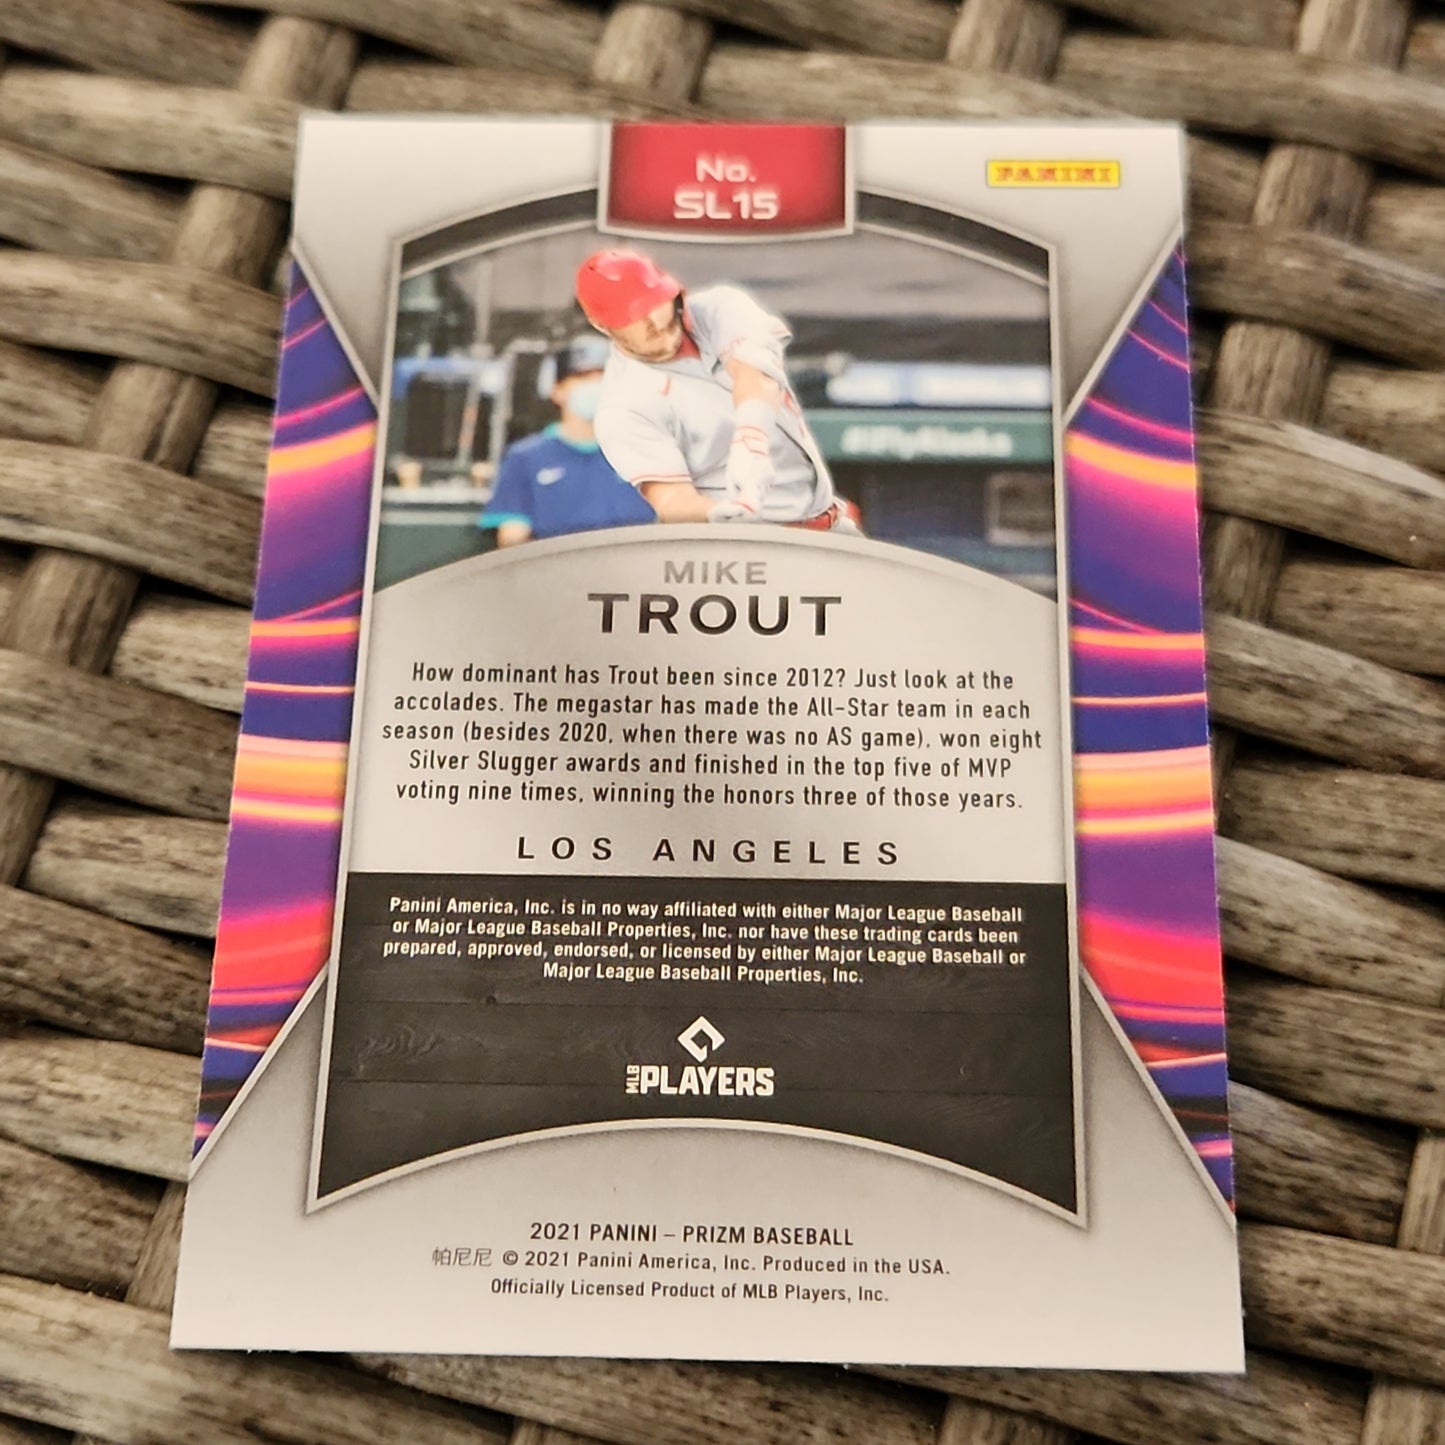 No.
SL15
PANINI
#iFlyAlaska
MIKE
TROUT
How dominant has Trout been since 2012? Just look at the
accolades. The megastar has made the All-Star team in each
season (besides 2020, when there was no AS game), won eight
Silver Slugger awards and finished in the top five of MVP
voting nine times, winning the honors three of those years.
LOS ANGELES
Panini America, Inc. is in no way affiliated with either Major League Baseball
or Major League Baseball Properties, Inc. nor have these trading cards been
prepared, approved, endorsed, or licensed by either Major League Baseball or
Major League Baseball Properties, Inc.
MLB PLAYERS
2021 PANINI – PRIZM BASEBALL
帕尼尼 © 2021 Panini America, Inc. Produced in the USA.
Officially Licensed Product of MLB Players, Inc.